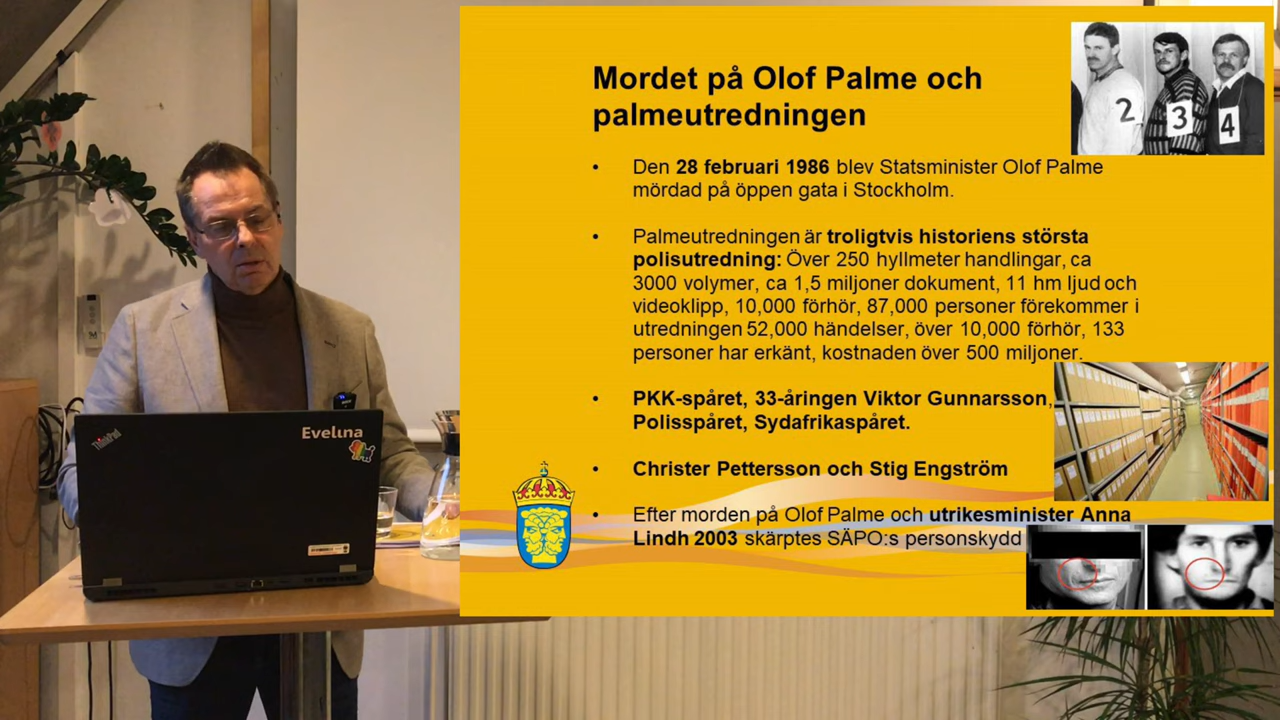 Mordet på Olof Palme och
palmeutredningen
2
3
4
• Den 28 februari 1986 blev Statsminister Olof Palme
mördad på öppen gata i Stockholm.
• Palmeutredningen är troligtvis historiens största
polisutredning: Över 250 hyllmeter handlingar, ca
3000 volymer, ca 1,5 miljoner dokument, 11 hm ljud och
videoklipp, 10,000 förhör, 87,000 personer förekommer i
utredningen 52,000 händelser, över 10,000 förhör, 133
personer har erkänt, kostnaden över 500 miljoner.
• PKK-spåret, 33-åringen Viktor Gunnarsson,
Polisspåret, Sydafrikaspåret.
• Christer Pettersson och Stig Engström
• Efter morden på Olof Palme och utrikesminister Anna
Lindh 2003 skärptes SÄPO:s personskydd
ThinkPad
Evelina